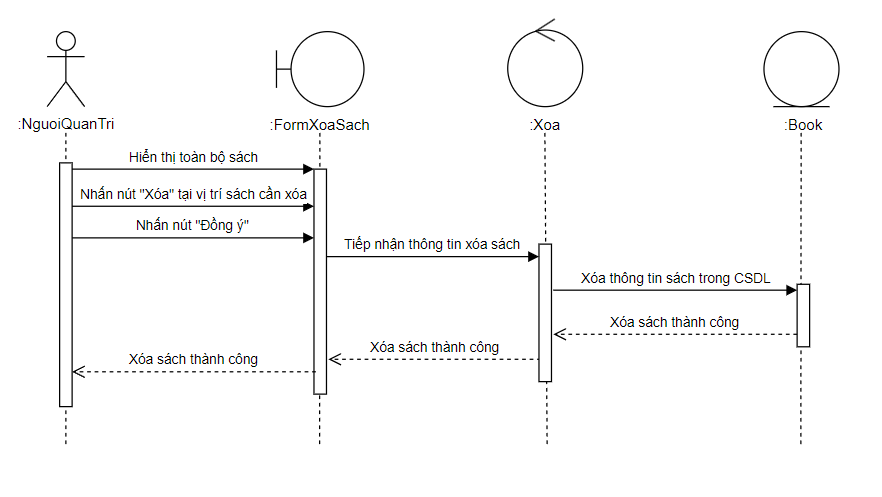 :NguoiQuanTri
:FormXoaSach
:Xoa
:Book
Hiển thị toàn bộ sách
Nhấn nút "Xóa" tại vị trí sách cần xóa
Nhấn nút "Đồng ý"
Tiếp nhận thông tin xóa sách
Xóa thông tin sách trong CSDL
Xóa sách thành công
Xóa sách thành công
Xóa sách thành công